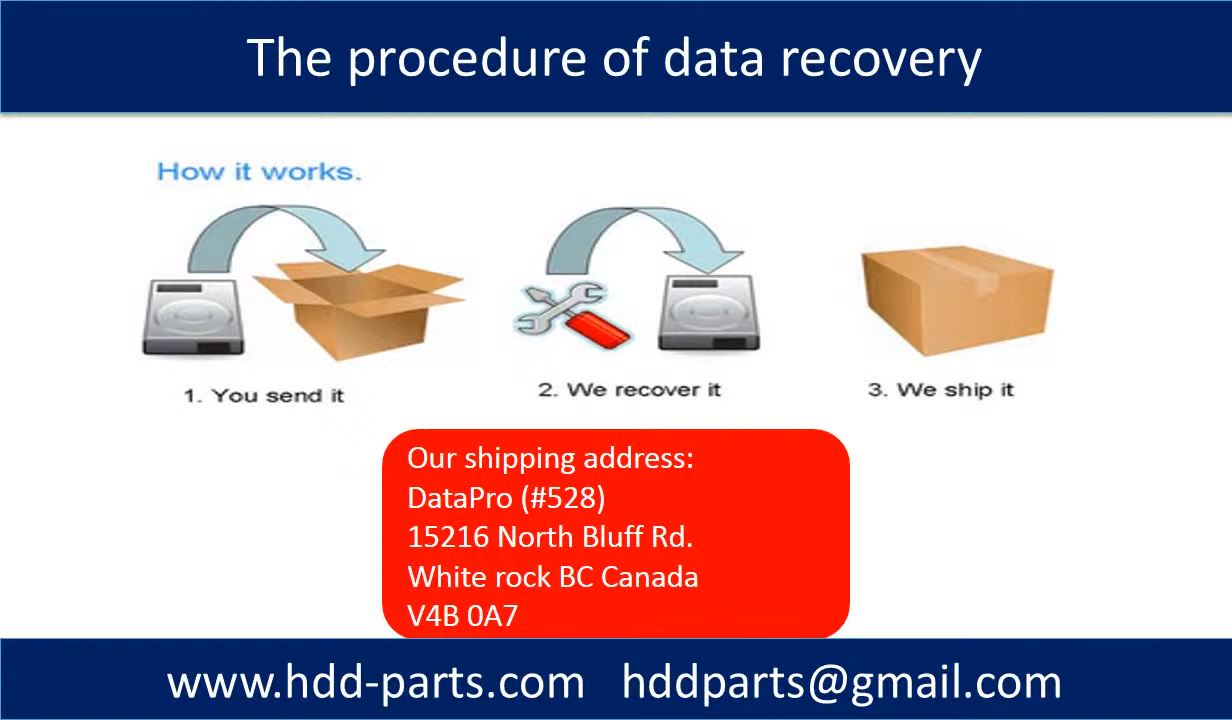 The procedure of data recovery
How it works.
1. You send it
2. We recover it
3. We ship it
Our shipping address:
DataPro (#528)
15216 North Bluff Rd.
White rock BC Canada
V4B 0A7
www.hdd-parts.com hddparts@gmail.com